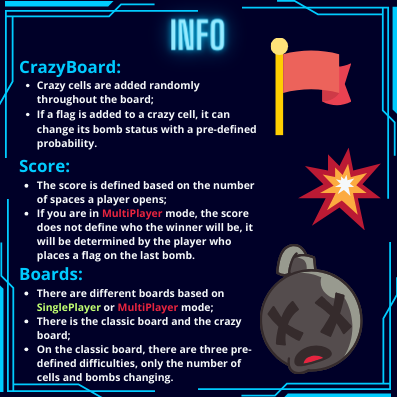 INFO
CrazyBoard:
• Crazy cells are added randomly
throughout the board;
• If a flag is added to a crazy cell, it can
change its bomb status with a pre-defined
probability.
Score:
• The score is defined based on the number
of spaces a player opens;
• If you are in MultiPlayer mode, the score
does not define who the winner will be, it
will be determined by the player who
places a flag on the last bomb.
Boards:
• There are different boards based on
SinglePlayer or MultiPlayer mode;
• There is the classic board and the crazy
board;
• On the classic board, there are three pre-
defined difficulties, only the number of
cells and bombs changing.